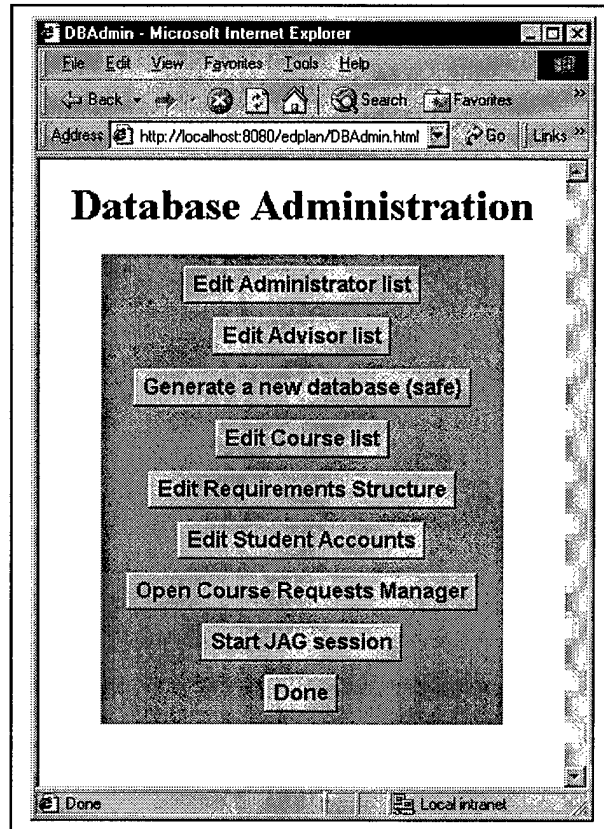 DBAdmin - Microsoft Internet Explorer
File Edit View Favorites Tools Help
Back Search Favorites »
Address http://localhost:8080/edplan/DBAdmin.html Go Links »
Database Administration
Edit Administrator list
Edit Advisor list
Generate a new database (safe)
Edit Course list
Edit Requirements Structure
Edit Student Accounts
Open Course Requests Manager
Start JAG session
Done
Done Local intranet